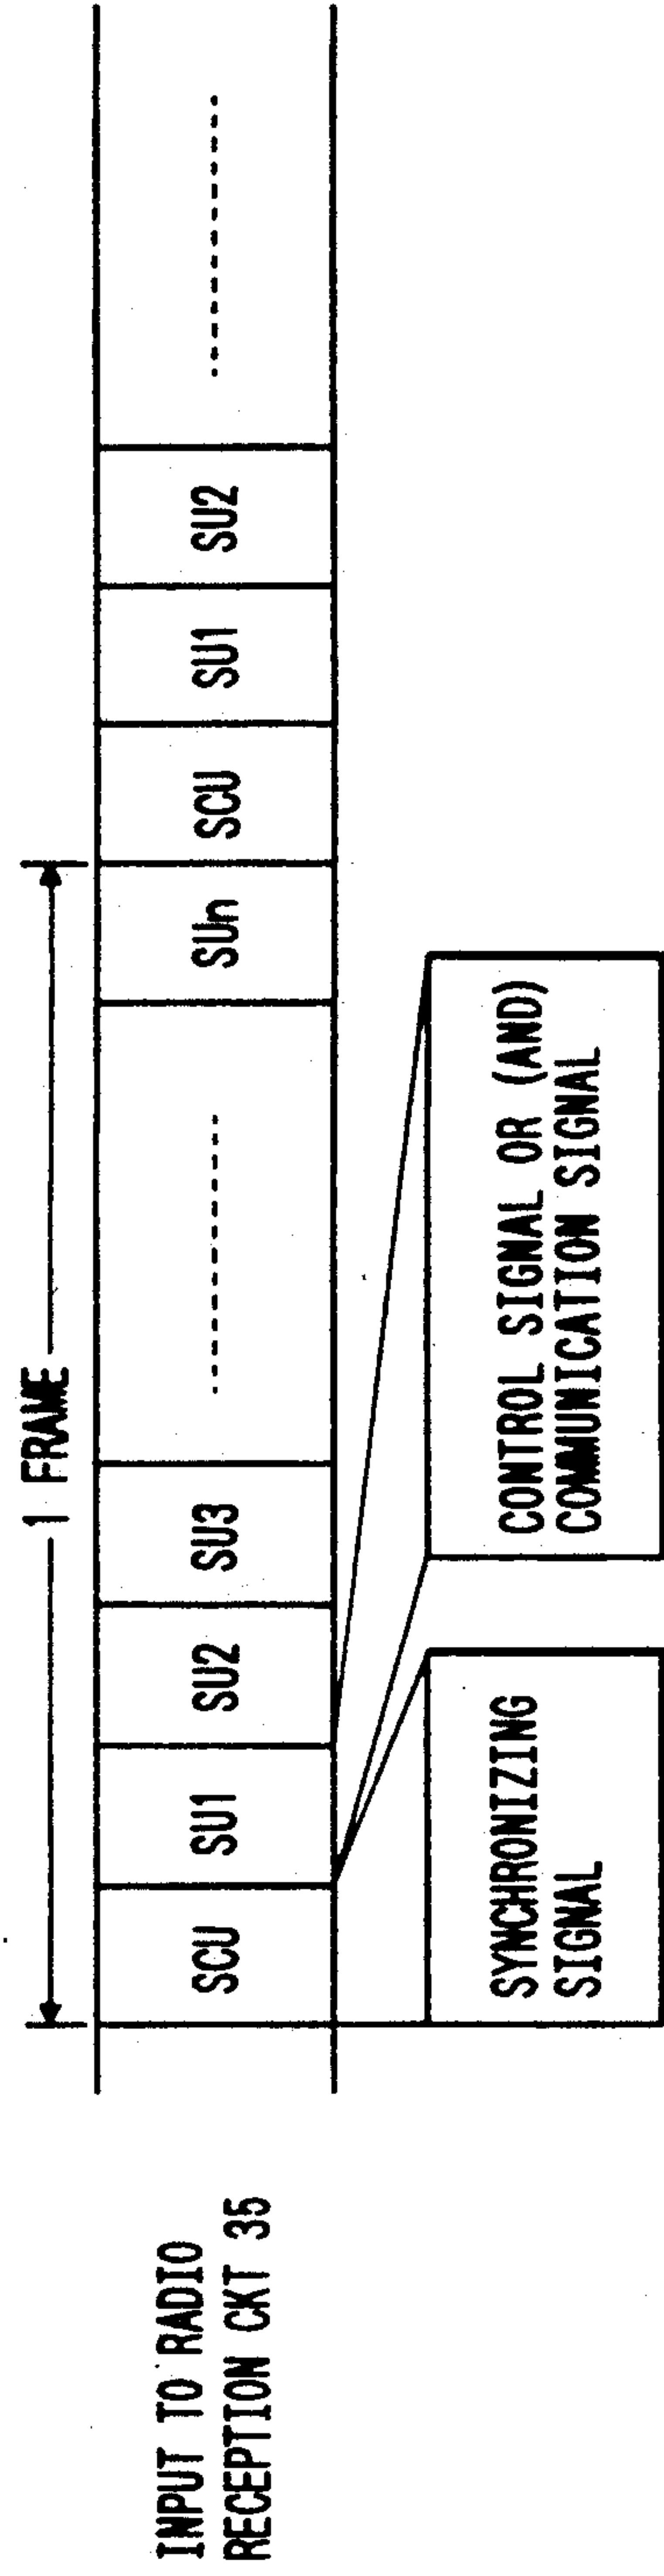 1 FRAME
INPUT TO RADIO
RECEPTION CKT 35
SCU
SU1
SU2
SU3
SUn
SCU
SU1
SU2
SYNCHRONIZING
SIGNAL
CONTROL SIGNAL OR (AND)
COMMUNICATION SIGNAL